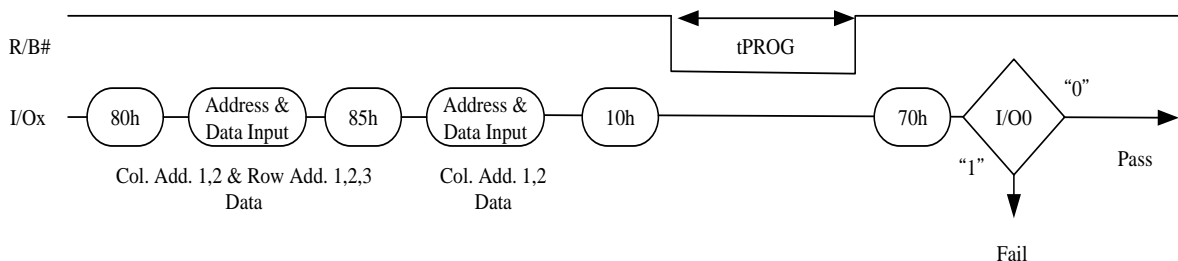 R/B#
tPROG
I/Ox
80h
Address &
Data Input
85h
Address &
Data Input
10h
70h
I/O0
“0”
“1”
Pass
Col. Add. 1,2 & Row Add. 1,2,3
Data
Col. Add. 1,2
Data
Fail